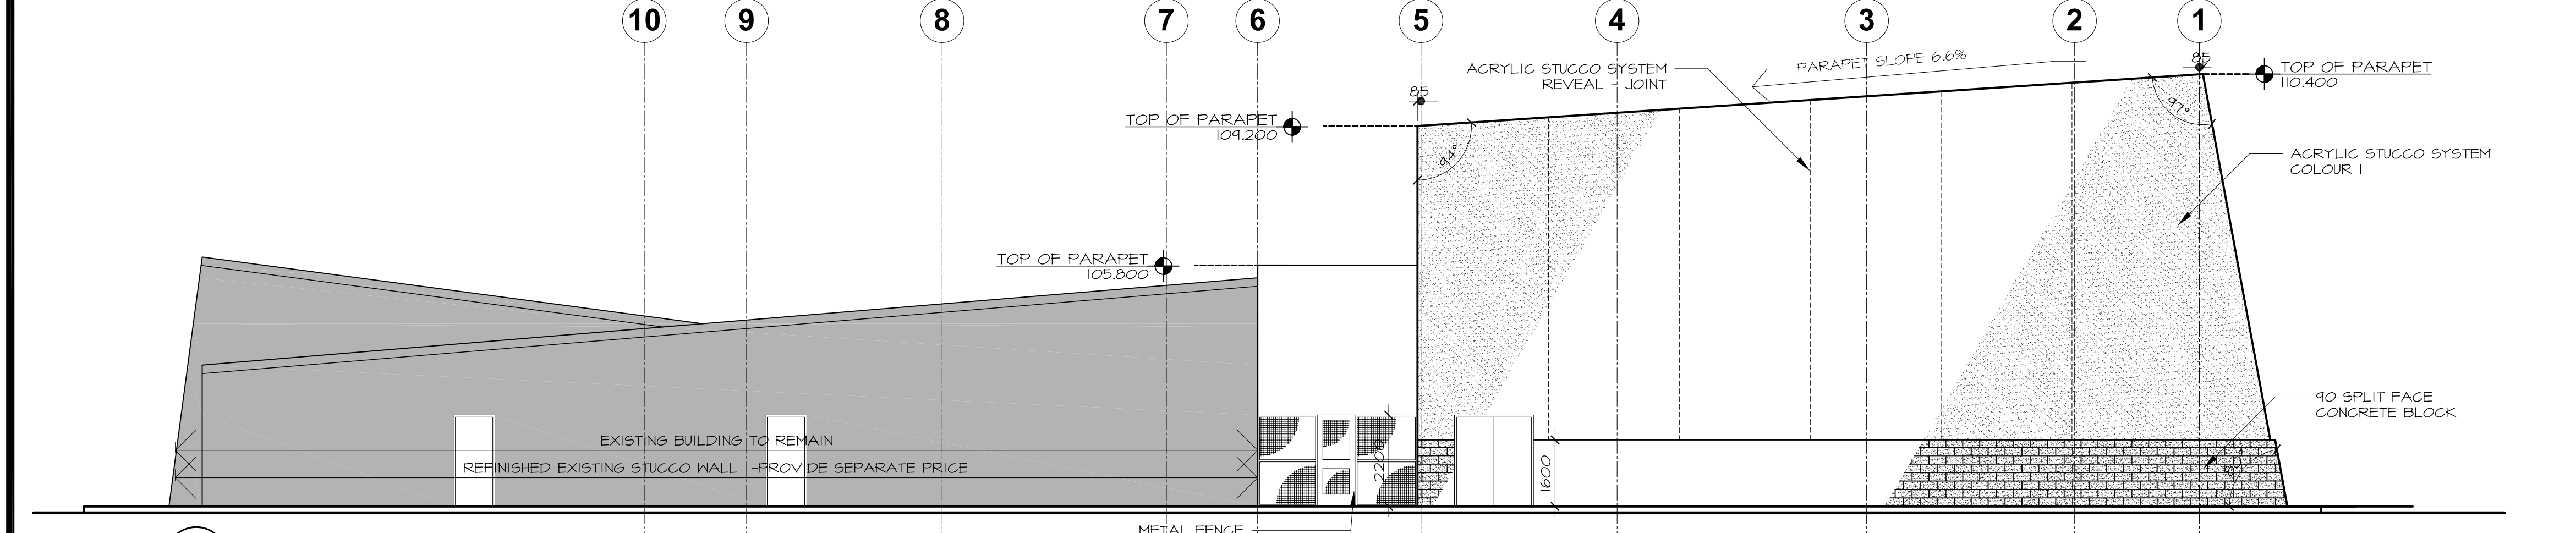 10 9 8 7 6 5 4 3 2 1
85
PARAPET SLOPE 6.6%
TOP OF PARAPET
110.400
ACRYLIC STUCCO SYSTEM
REVEAL - JOINT
85
97°
TOP OF PARAPET
109.200
94°
ACRYLIC STUCCO SYSTEM
COLOUR 1
TOP OF PARAPET
105.800
90 SPLIT FACE
CONCRETE BLOCK
EXISTING BUILDING TO REMAIN
REFINISHED EXISTING STUCCO WALL -PROVIDE SEPARATE PRICE
2200
1600
METAL FENCE